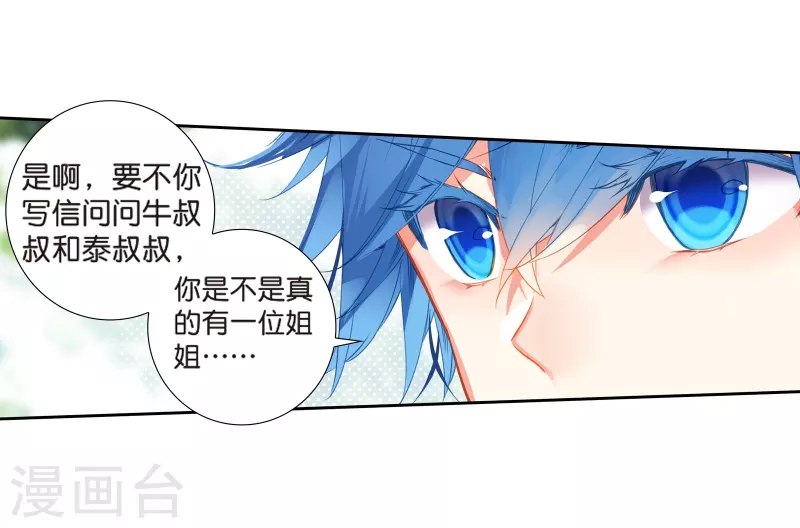 是啊，要不你
写信问问牛叔
叔和泰叔叔，
你是不是真
的有一位姐
姐……
漫画台